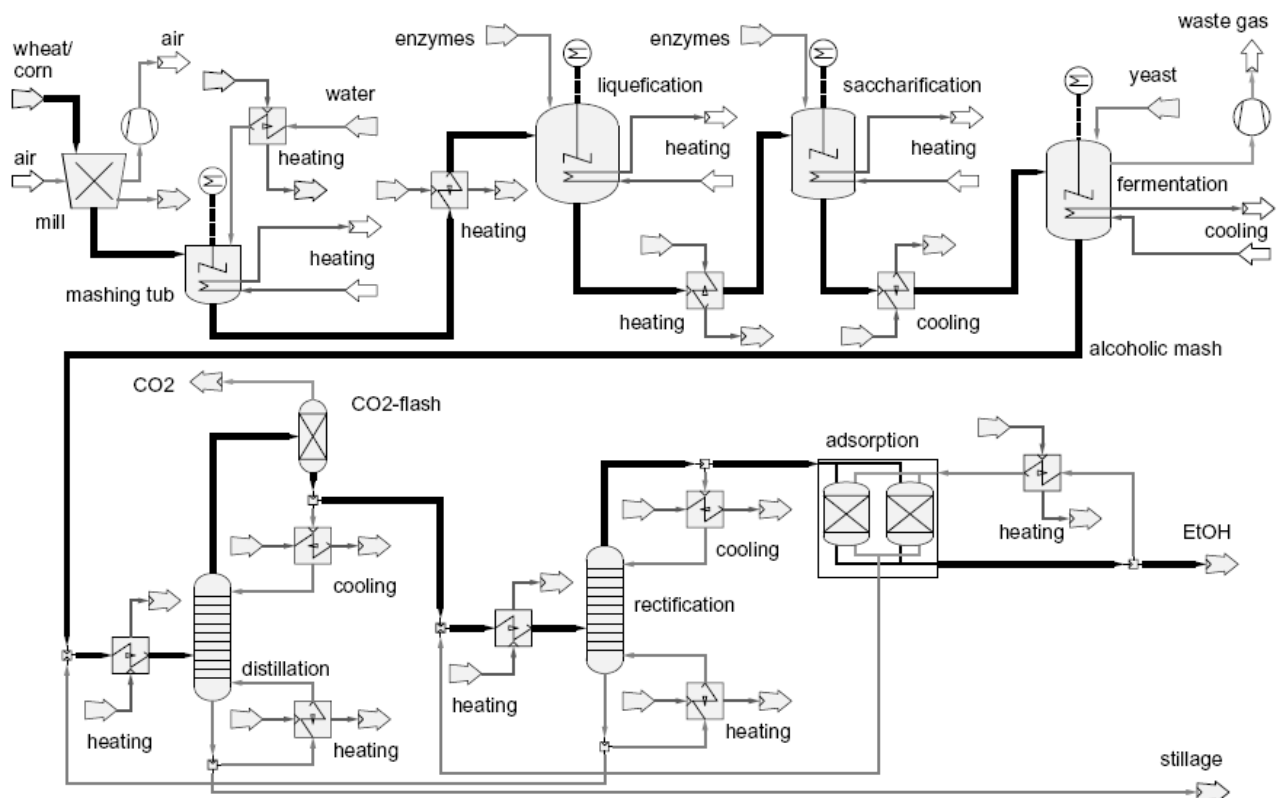 wheat/
corn
air
enzymes
enzymes
waste gas
M
M
liquefication
saccharification
M
yeast
water
air
heating
heating
heating
fermentation
mill
M
heating
cooling
heating
mashing tub
heating
cooling
alcoholic mash
CO2
CO2-flash
adsorption
heating
EtOH
cooling
cooling
rectification
distillation
heating
heating
heating
heating
stillage